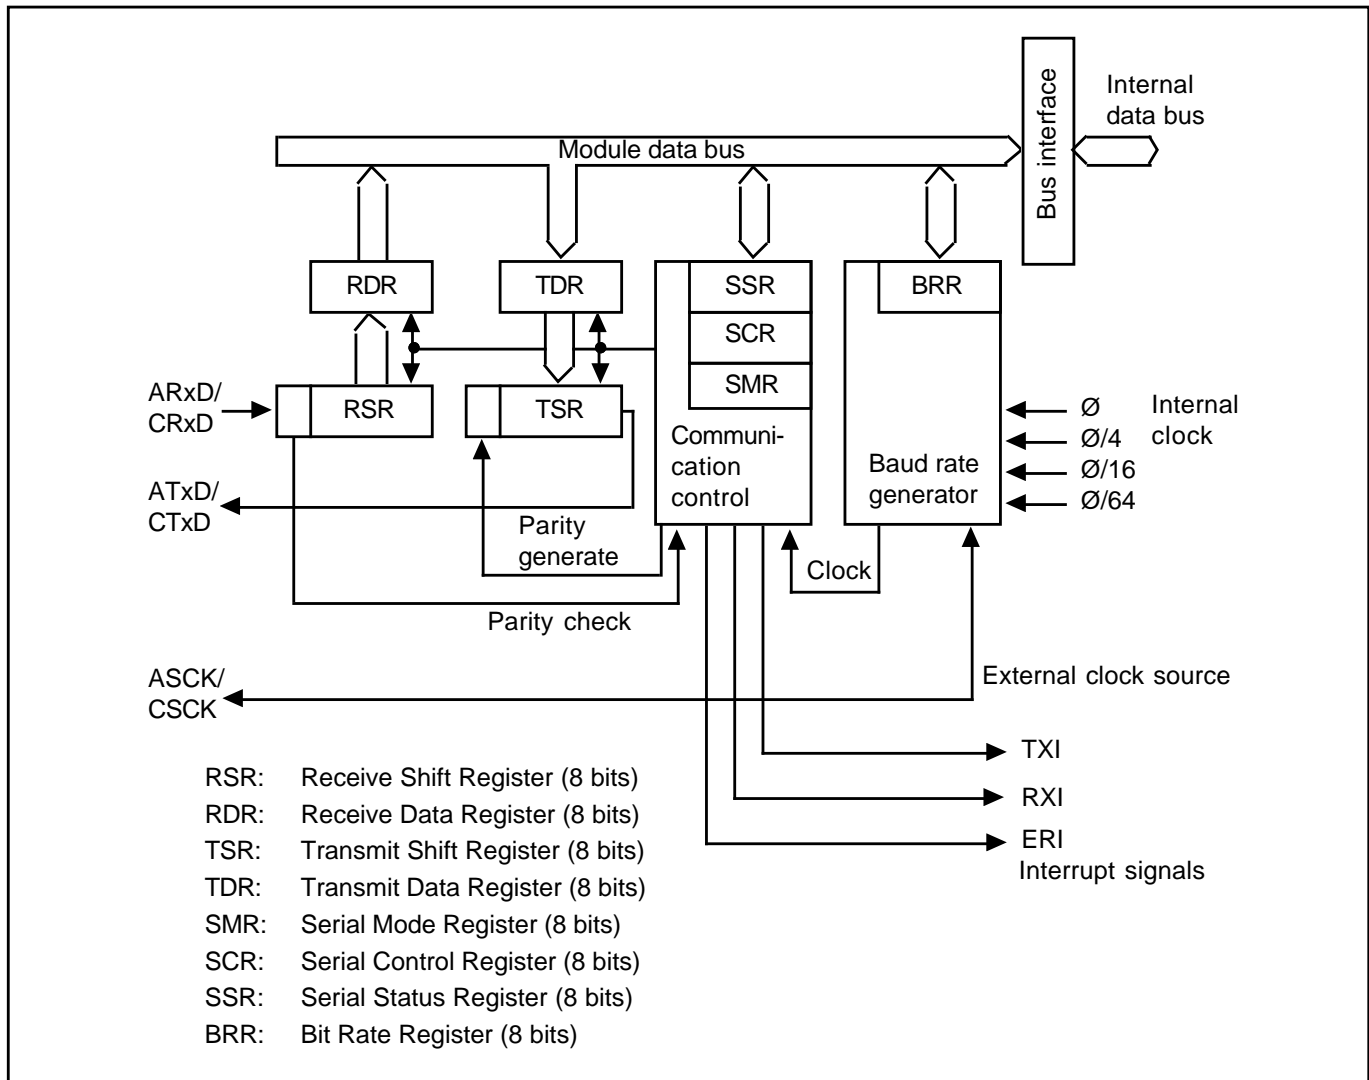 Internal
data bus
Bus interface
Module data bus
RDR
TDR
SSR
BRR
SCR
SMR
ARxD/
CRxD
RSR
TSR
Communi-
cation
control
Baud rate
generator
Ø
Ø/4
Ø/16
Ø/64
Internal
clock
ATxD/
CTxD
Parity
generate
Clock
Parity check
ASCK/
CSCK
External clock source
TXI
RXI
ERI
Interrupt signals
RSR: Receive Shift Register (8 bits)
RDR: Receive Data Register (8 bits)
TSR: Transmit Shift Register (8 bits)
TDR: Transmit Data Register (8 bits)
SMR: Serial Mode Register (8 bits)
SCR: Serial Control Register (8 bits)
SSR: Serial Status Register (8 bits)
BRR: Bit Rate Register (8 bits)